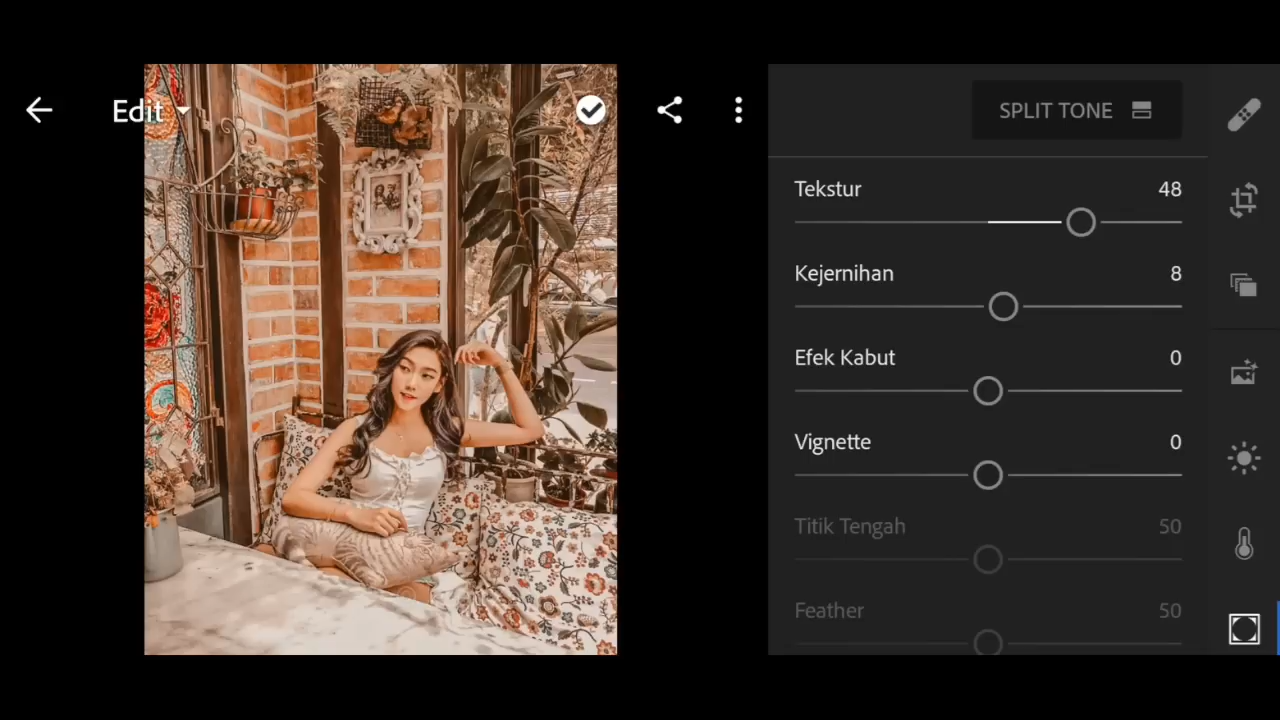 Edit
SPLIT TONE
Tekstur 48
Kejernihan 8
Efek Kabut 0
Vignette 0
Titik Tengah 50
Feather 50